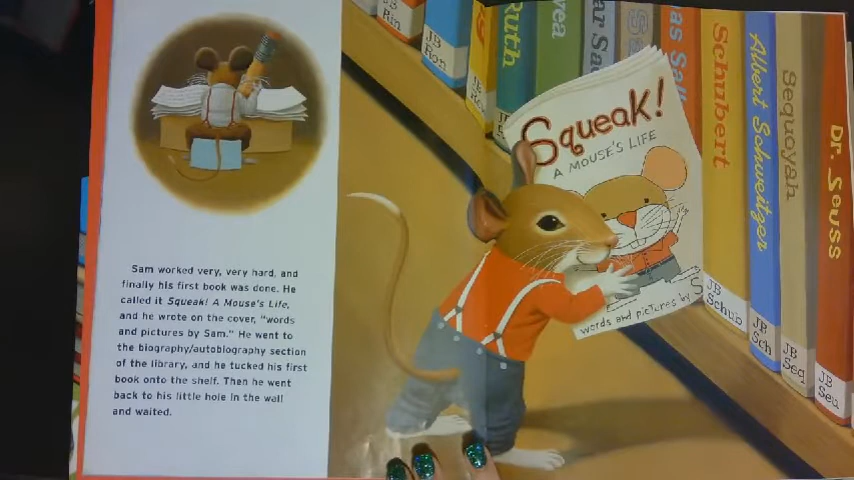 Sam worked very, very hard, and
finally his first book was done. He
called it Squeak! A Mouse's Life,
and he wrote on the cover, "words
and pictures by Sam." He went to
the biography/autobiography section
of the library, and he tucked his first
book onto the shelf. Then he went
back to his little hole in the wall
and waited.
Squeak!
A MOUSE'S LIFE
words and pictures by S
JB
Rin
JB
Ron
Ruth
Schubert
JB
Schub
Albert Schweitzer
JB
Sch
Sequoyah
JB
Seq
Dr. Seuss
JB
Seu